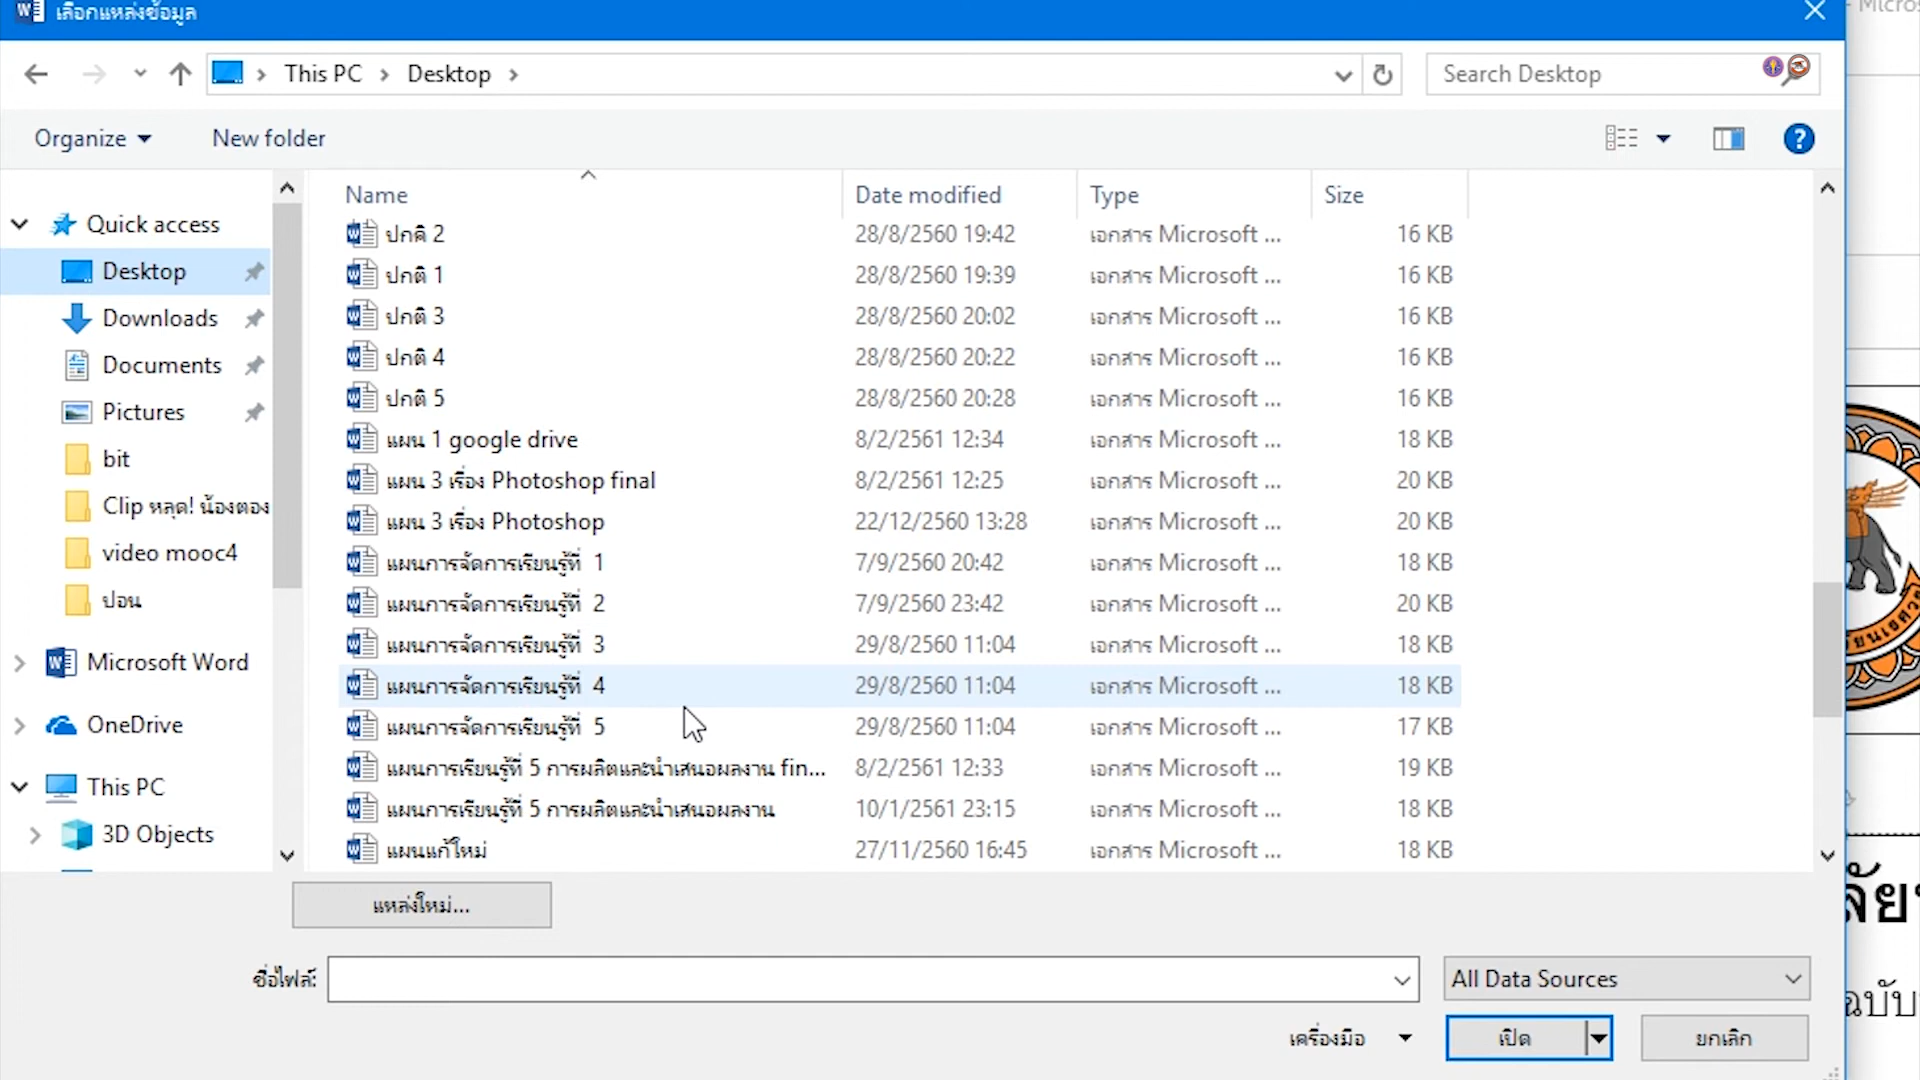 เลือกแหล่งข้อมูล
This PC > Desktop >
Search Desktop
Organize
New folder
Name Date modified Type Size
Quick access
Desktop
Downloads
Documents
Pictures
bit
Clip หลุด! น้องตอง
video mooc4
ปอน
Microsoft Word
OneDrive
This PC
3D Objects
ปกติ 2 28/8/2560 19:42 เอกสาร Microsoft ... 16 KB
ปกติ 1 28/8/2560 19:39 เอกสาร Microsoft ... 16 KB
ปกติ 3 28/8/2560 20:02 เอกสาร Microsoft ... 16 KB
ปกติ 4 28/8/2560 20:22 เอกสาร Microsoft ... 16 KB
ปกติ 5 28/8/2560 20:28 เอกสาร Microsoft ... 16 KB
แผน 1 google drive 8/2/2561 12:34 เอกสาร Microsoft ... 18 KB
แผน 3 เรื่อง Photoshop final 8/2/2561 12:25 เอกสาร Microsoft ... 20 KB
แผน 3 เรื่อง Photoshop 22/12/2560 13:28 เอกสาร Microsoft ... 20 KB
แผนการจัดการเรียนรู้ที่ 1 7/9/2560 20:42 เอกสาร Microsoft ... 18 KB
แผนการจัดการเรียนรู้ที่ 2 7/9/2560 23:42 เอกสาร Microsoft ... 20 KB
แผนการจัดการเรียนรู้ที่ 3 29/8/2560 11:04 เอกสาร Microsoft ... 18 KB
แผนการจัดการเรียนรู้ที่ 4 29/8/2560 11:04 เอกสาร Microsoft ... 18 KB
แผนการจัดการเรียนรู้ที่ 5 29/8/2560 11:04 เอกสาร Microsoft ... 17 KB
แผนการเรียนรู้ที่ 5 การผลิตและนำเสนอผลงาน fin... 8/2/2561 12:33 เอกสาร Microsoft ... 19 KB
แผนการเรียนรู้ที่ 5 การผลิตและนำเสนอผลงาน 10/1/2561 23:15 เอกสาร Microsoft ... 18 KB
แผนแก้ใหม่ 27/11/2560 16:45 เอกสาร Microsoft ... 18 KB
แหล่งใหม่...
ชื่อไฟล์:
All Data Sources
เครื่องมือ
เปิด
ยกเลิก